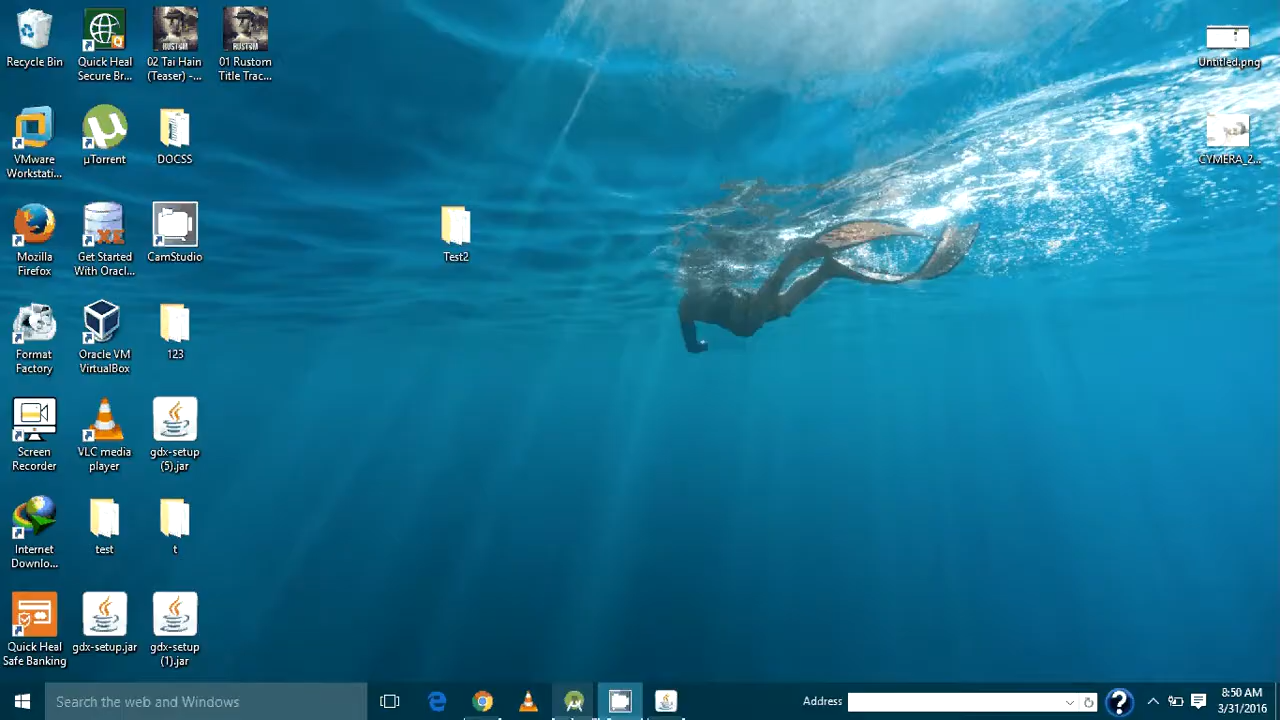 Recycle Bin
Quick Heal
Secure Br...
02 Tai Hain
(Teaser) -...
01 Rustom
Title Trac...
Untitled.png
VMware
Workstati...
µTorrent
DOCSS
CYMERA_2...
Mozilla
Firefox
Get Started
With Oracl...
CamStudio
Test2
Format
Factory
Oracle VM
VirtualBox
123
Screen
Recorder
VLC media
player
gdx-setup
(5).jar
Internet
Downlo...
test
t
Quick Heal
Safe Banking
gdx-setup.jar
gdx-setup
(1).jar
RUSTOM
RUSTOM
XE
Search the web and Windows
Address
8:50 AM
3/31/2016